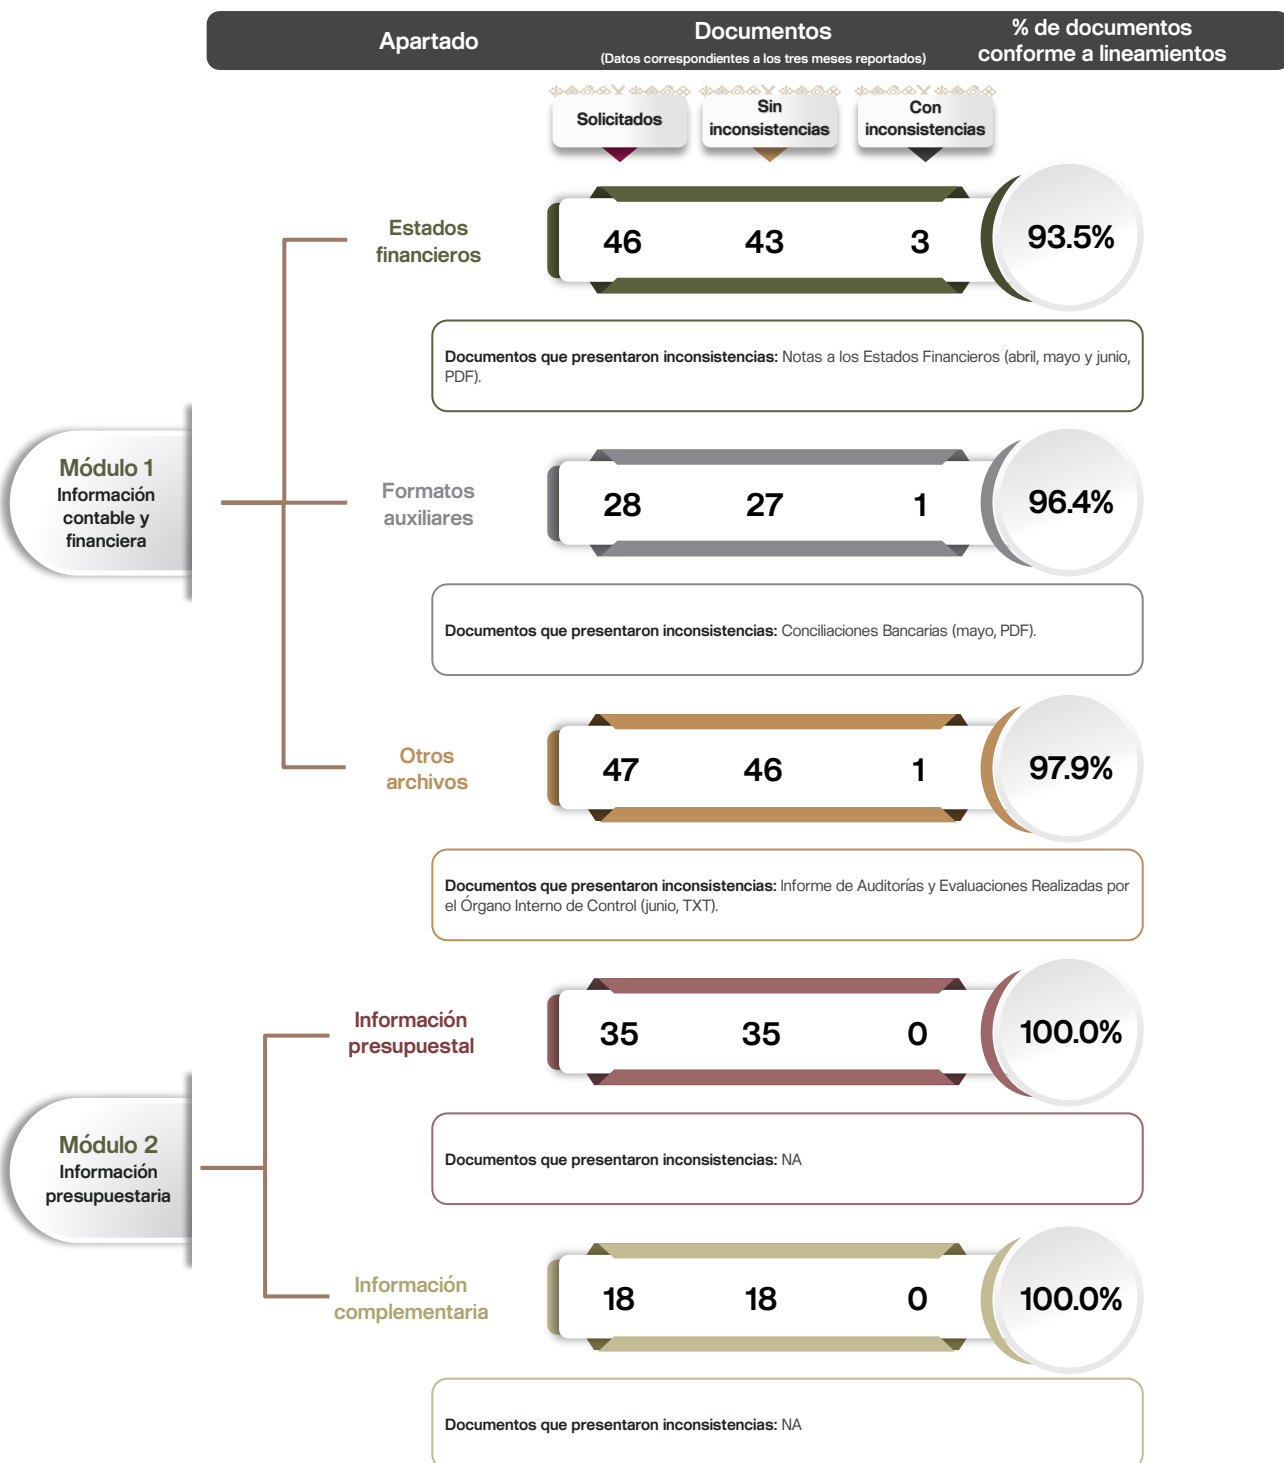 Apartado
Documentos
(Datos correspondientes a los tres meses reportados)
% de documentos
conforme a lineamientos
Solicitados
Sin
inconsistencias
Con
inconsistencias
Módulo 1
Información
contable y
financiera
Estados
financieros
46 43 3 93.5%
Documentos que presentaron inconsistencias: Notas a los Estados Financieros (abril, mayo y junio,
PDF).
Formatos
auxiliares
28 27 1 96.4%
Documentos que presentaron inconsistencias: Conciliaciones Bancarias (mayo, PDF).
Otros
archivos
47 46 1 97.9%
Documentos que presentaron inconsistencias: Informe de Auditorías y Evaluaciones Realizadas por
el Órgano Interno de Control (junio, TXT).
Módulo 2
Información
presupuestaria
Información
presupuestal
35 35 0 100.0%
Documentos que presentaron inconsistencias: NA
Información
complementaria
18 18 0 100.0%
Documentos que presentaron inconsistencias: NA